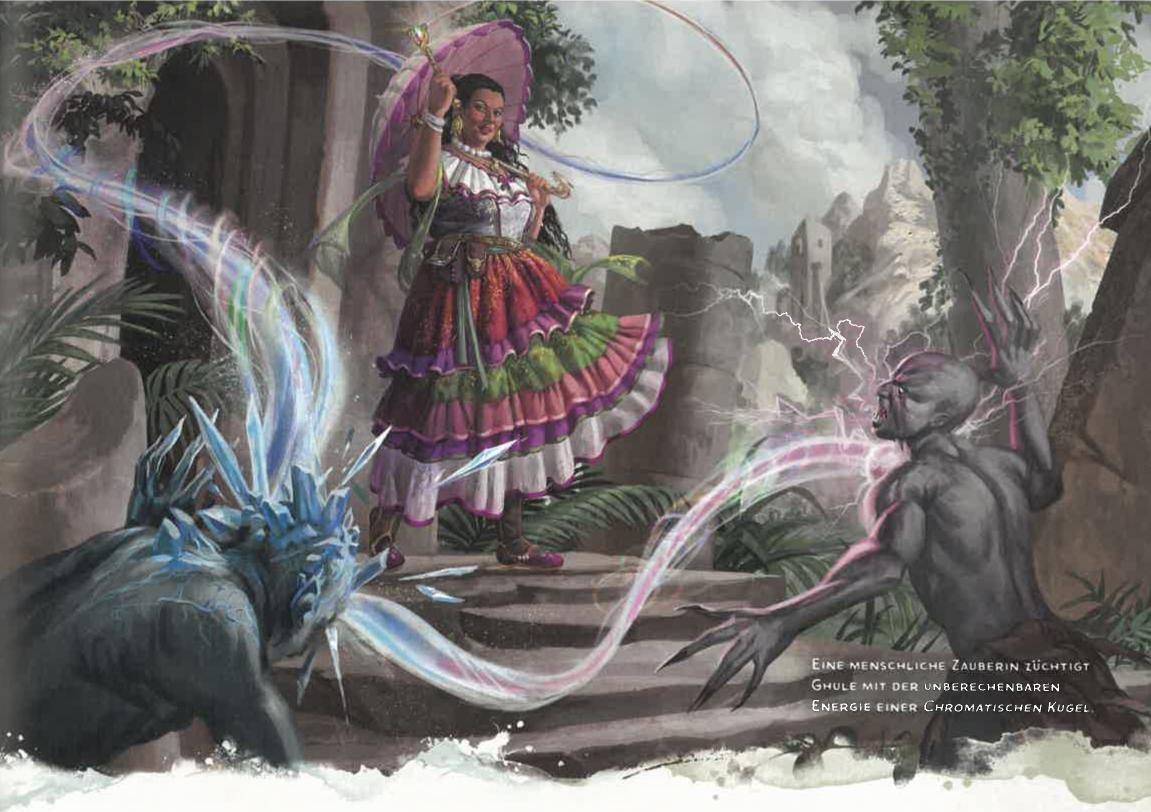 Eine menschliche Zauberin züchtigt
Ghule mit der unberechenbaren
Energie einer Chromatischen Kugel.